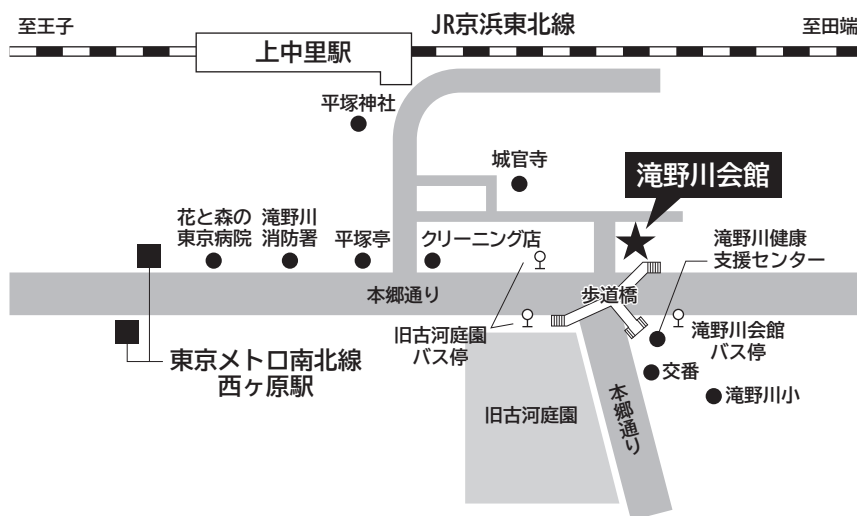 至王子
JR京浜東北線
至田端
上中里駅
平塚神社
城官寺
滝野川会館
花と森の
東京病院
滝野川
消防署
平塚亭
クリーニング店
滝野川健康
支援センター
本郷通り
歩道橋
旧古河庭園
バス停
滝野川会館
バス停
東京メトロ南北線
西ヶ原駅
交番
滝野川小
旧古河庭園
本郷通り